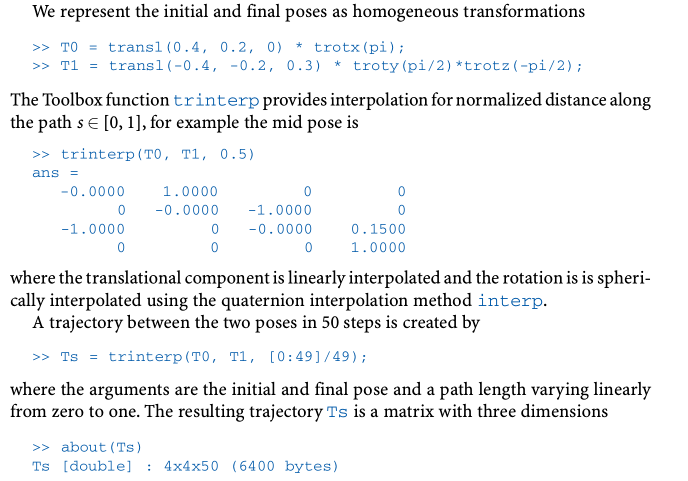 We represent the initial and final poses as homogeneous transformations
>> T0 = transl(0.4, 0.2, 0) * trotx(pi);
>> T1 = transl(-0.4, -0.2, 0.3) * troty(pi/2)*trotz(-pi/2);
The Toolbox function trinterp provides interpolation for normalized distance along
the path s ∈ [0, 1], for example the mid pose is
>> trinterp(T0, T1, 0.5)
ans =
-0.0000 1.0000 0 0
0 -0.0000 -1.0000 0
-1.0000 0 -0.0000 0.1500
0 0 0 1.0000
where the translational component is linearly interpolated and the rotation is is spheri-
cally interpolated using the quaternion interpolation method interp.
A trajectory between the two poses in 50 steps is created by
>> Ts = trinterp(T0, T1, [0:49]/49);
where the arguments are the initial and final pose and a path length varying linearly
from zero to one. The resulting trajectory Ts is a matrix with three dimensions
>> about(Ts)
Ts [double] : 4x4x50 (6400 bytes)